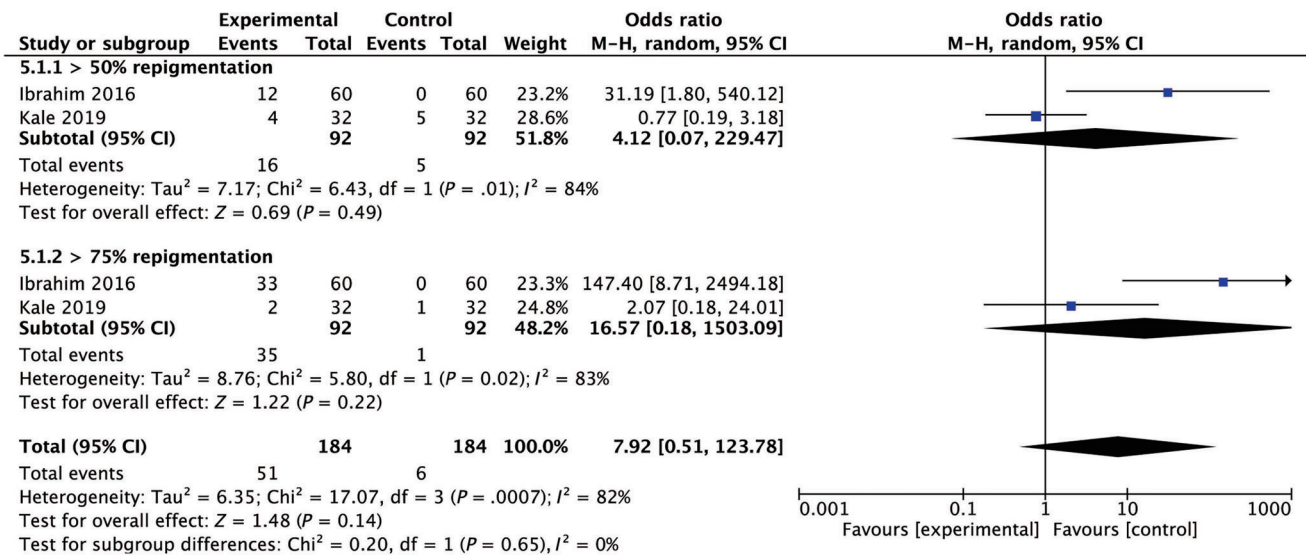 Experimental Control Odds ratio Odds ratio
Study or subgroup Events Total Events Total Weight M–H, random, 95% CI M–H, random, 95% CI
5.1.1 > 50% repigmentation
Ibrahim 2016 12 60 0 60 23.2% 31.19 [1.80, 540.12]
Kale 2019 4 32 5 32 28.6% 0.77 [0.19, 3.18]
Subtotal (95% CI) 92 92 51.8% 4.12 [0.07, 229.47]
Total events 16 5
Heterogeneity: Tau² = 7.17; Chi² = 6.43, df = 1 (P = .01); I² = 84%
Test for overall effect: Z = 0.69 (P = 0.49)
5.1.2 > 75% repigmentation
Ibrahim 2016 33 60 0 60 23.3% 147.40 [8.71, 2494.18]
Kale 2019 2 32 1 32 24.8% 2.07 [0.18, 24.01]
Subtotal (95% CI) 92 92 48.2% 16.57 [0.18, 1503.09]
Total events 35 1
Heterogeneity: Tau² = 8.76; Chi² = 5.80, df = 1 (P = 0.02); I² = 83%
Test for overall effect: Z = 1.22 (P = 0.22)
Total (95% CI) 184 184 100.0% 7.92 [0.51, 123.78]
Total events 51 6
Heterogeneity: Tau² = 6.35; Chi² = 17.07, df = 3 (P = .0007); I² = 82%
Test for overall effect: Z = 1.48 (P = 0.14)
Test for subgroup differences: Chi² = 0.20, df = 1 (P = 0.65), I² = 0%
0.001 0.1 1 10 1000
Favours [experimental] Favours [control]